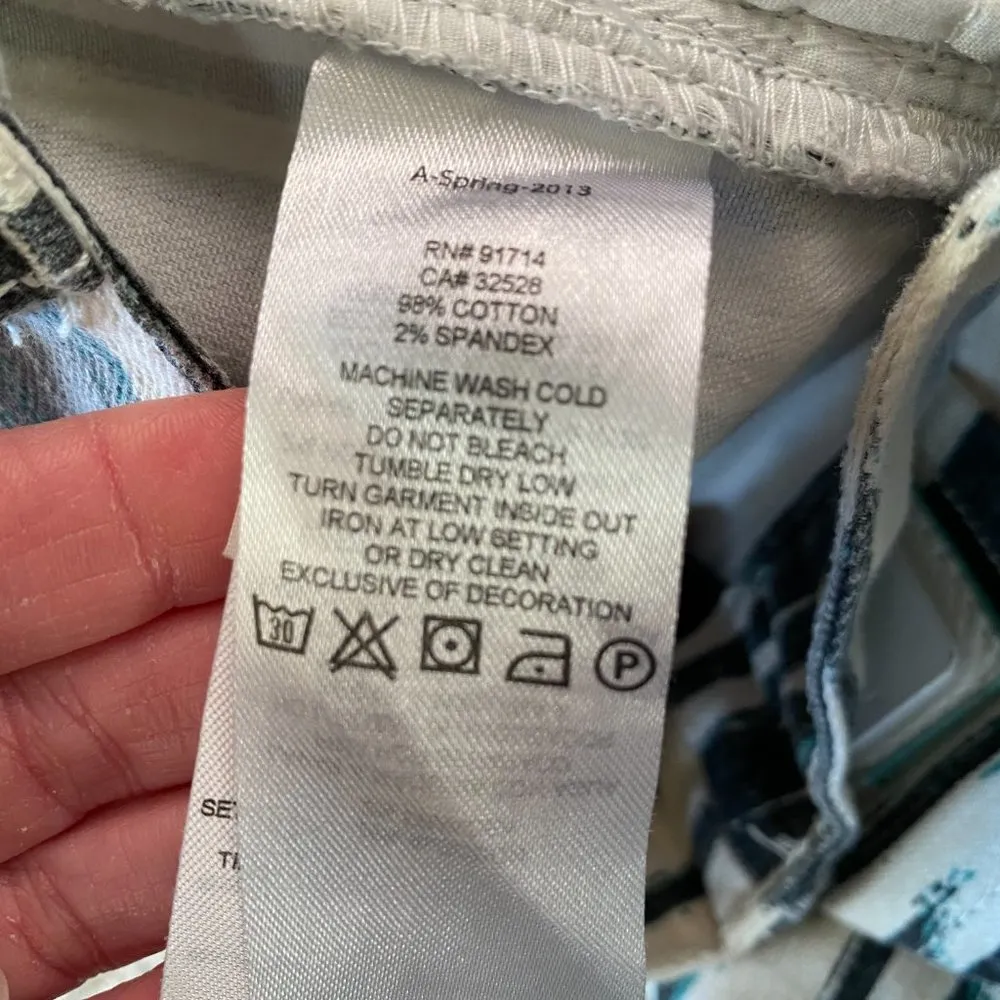 A-Spring-2013
RN# 91714
CA# 32528
98% COTTON
2% SPANDEX
MACHINE WASH COLD
SEPARATELY
DO NOT BLEACH
TUMBLE DRY LOW
TURN GARMENT INSIDE OUT
IRON AT LOW SETTING
OR DRY CLEAN
EXCLUSIVE OF DECORATION
30
P